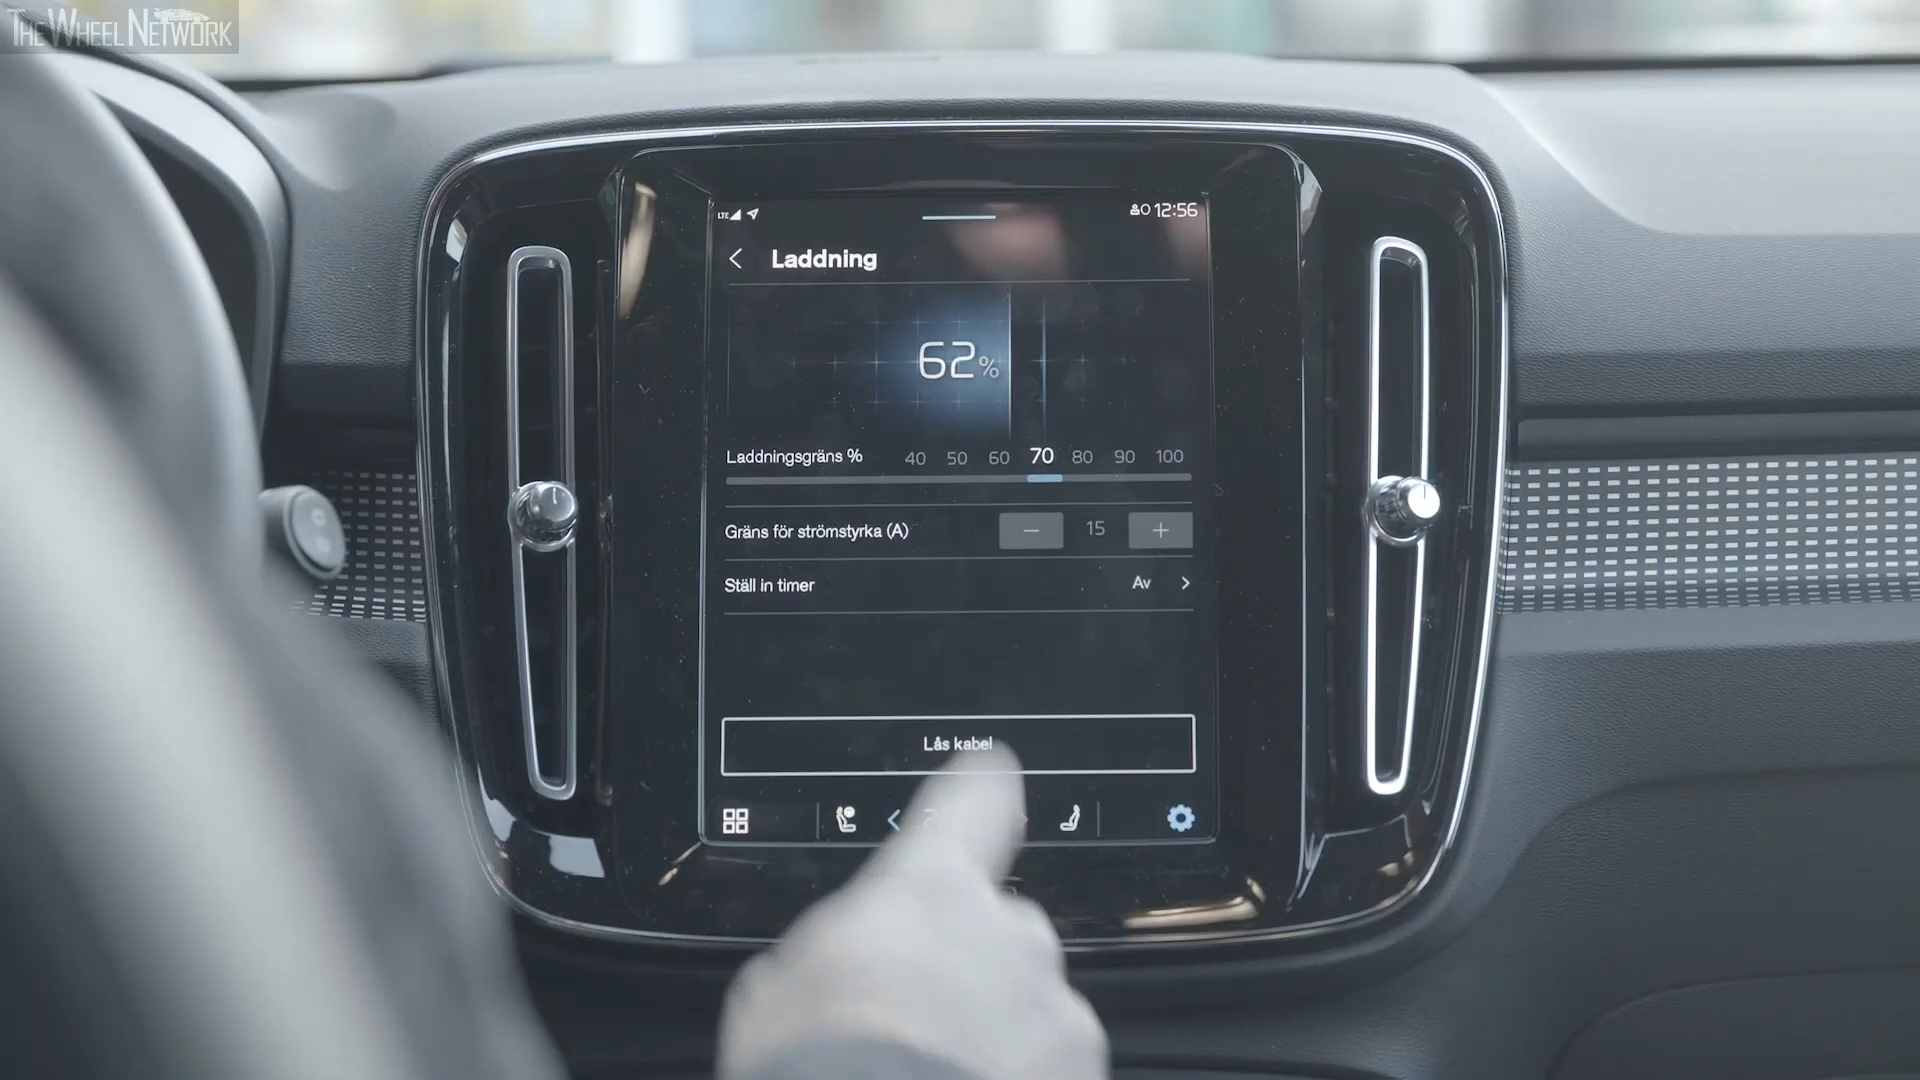 THE WHEEL NETWORK
LTE 12:56
Laddning
62%
Laddningsgräns % 40 50 60 70 80 90 100
Gräns för strömstyrka (A) − 15 +
Ställ in timer Av
Lås kabel